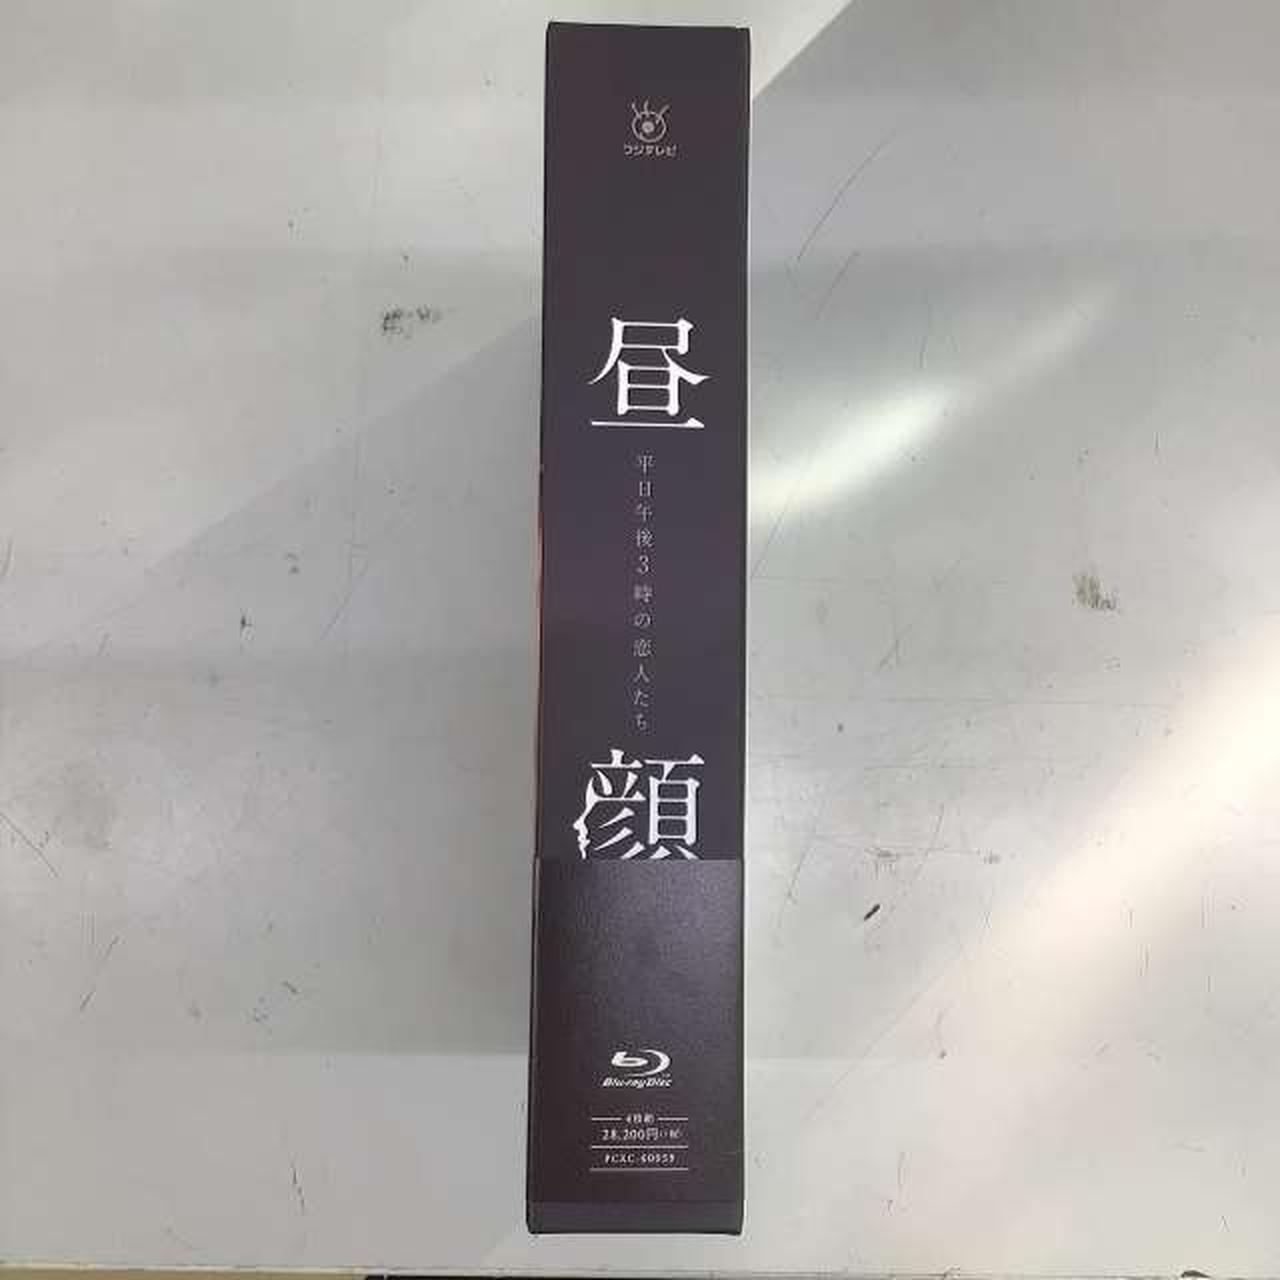 フジテレビ
昼
平日午後3時の恋人たち
顔
Blu-ray Disc
4枚組
28,200円+税
PCXC-60059